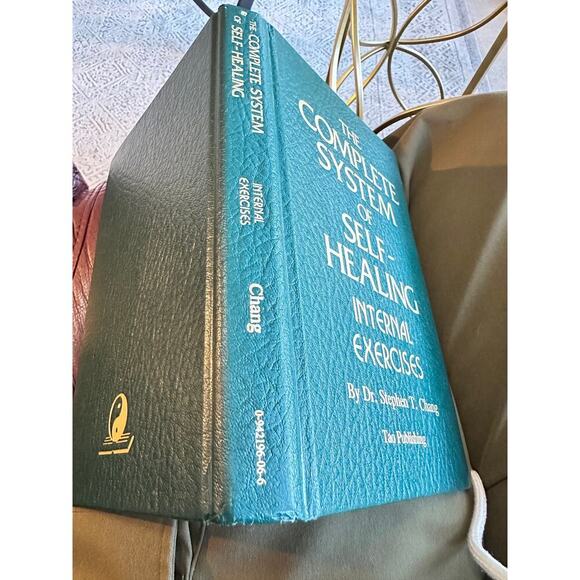 THE COMPLETE SYSTEM
OF SELF-HEALING
INTERNAL
EXERCISES
Chang
0-942196-06-6
THE
COMPLETE
SYSTEM
OF
SELF-
HEALING
INTERNAL
EXERCISES
By Dr. Stephen T. Chang
Tao Publishing